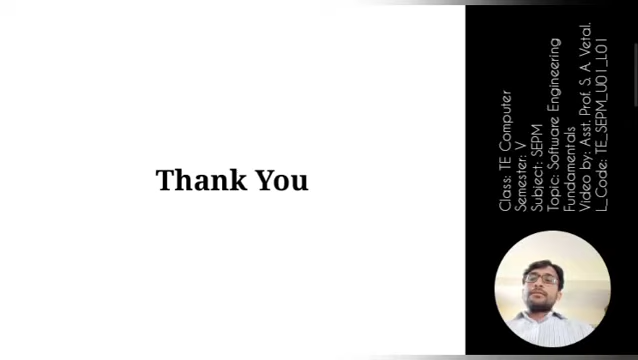 Thank You
Class: TE Computer
Semester: V
Subject: SEPM
Topic: Software Engineering
Fundamentals
Video by: Asst. Prof. S. A. Vetal.
L_Code: TE_SEPM_U01_L01